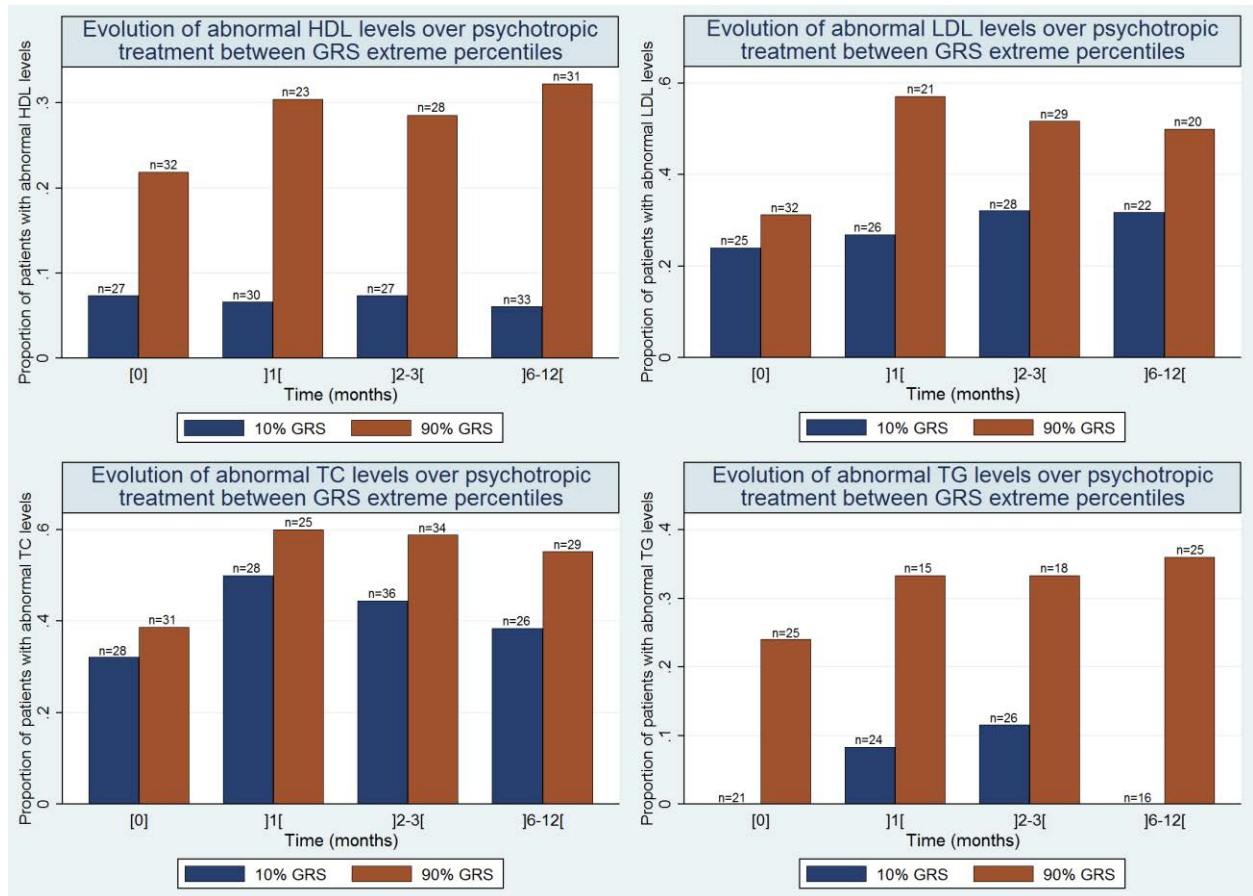 Evolution of abnormal HDL levels over psychotropic
treatment between GRS extreme percentiles
Proportion of patients with abnormal HDL levels
.3
.2
.1
0
n=27
n=32
n=30
n=23
n=27
n=28
n=33
n=31
[0]
]1[
]2-3[
]6-12[
Time (months)
10% GRS
90% GRS
Evolution of abnormal LDL levels over psychotropic
treatment between GRS extreme percentiles
Proportion of patients with abnormal LDL levels
.6
.4
0.2
0
n=25
n=32
n=26
n=21
n=28
n=29
n=22
n=20
[0]
]1[
]2-3[
]6-12[
Time (months)
10% GRS
90% GRS
Evolution of abnormal TC levels over psychotropic
treatment between GRS extreme percentiles
Proportion of patients with abnormal TC levels
.6
.4
.2
0
n=28
n=31
n=28
n=25
n=36
n=34
n=26
n=29
[0]
]1[
]2-3[
]6-12[
Time (months)
10% GRS
90% GRS
Evolution of abnormal TG levels over psychotropic
treatment between GRS extreme percentiles
Proportion of patients with abnormal TG levels
.4
.3
.2
.1
0
n=21
n=25
n=24
n=15
n=26
n=18
n=16
n=25
[0]
]1[
]2-3[
]6-12[
Time (months)
10% GRS
90% GRS